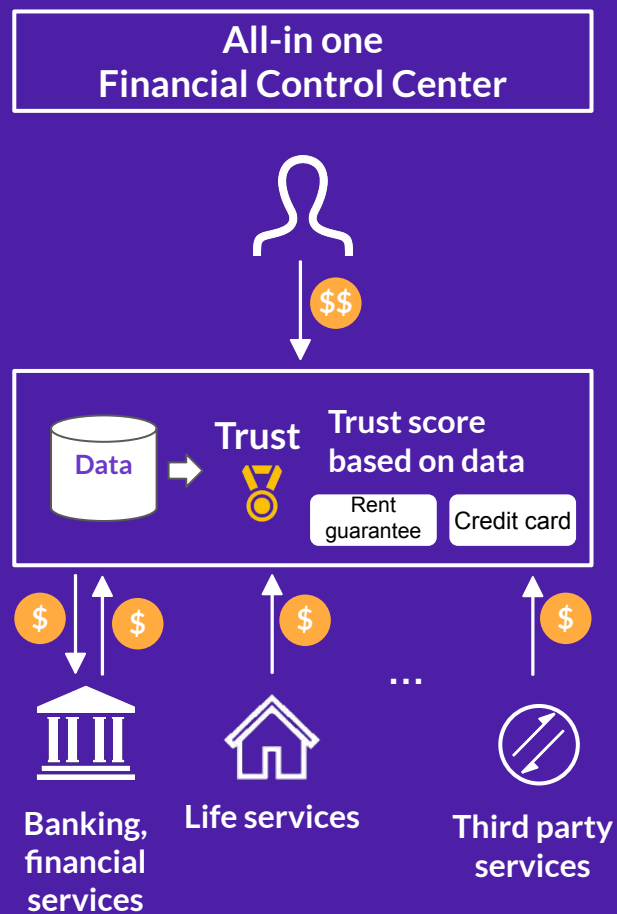 All-in one
Financial Control Center
$$
Data
Trust
Trust score
based on data
Rent
guarantee
Credit card
$
$
$
$
...
Banking,
financial
services
Life services
Third party
services